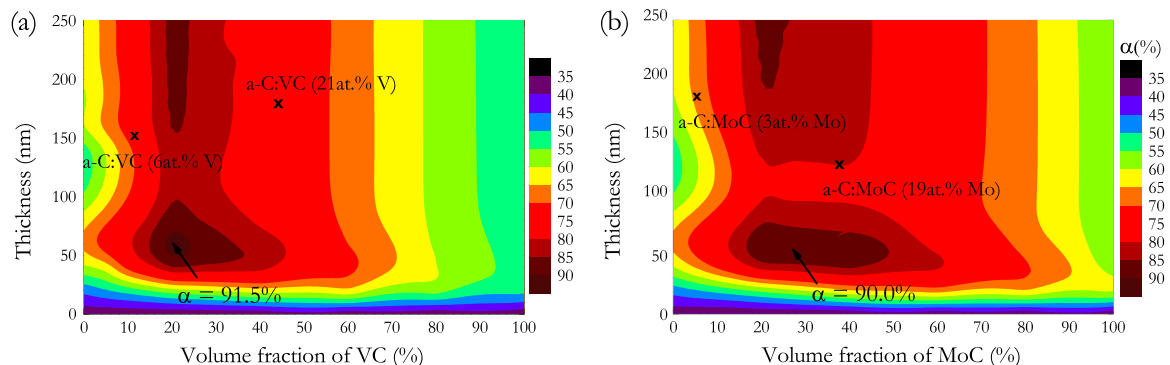 (a)
250
200
150
100
50
0
Thickness (nm)
a-C:VC (21at.% V)
a-C:VC (6at.% V)
α = 91.5%
0 10 20 30 40 50 60 70 80 90 100
Volume fraction of VC (%)
35
45
50
55
60
65
70
75
80
85
90
(b)
250
200
150
100
50
0
Thickness (nm)
a-C:MoC (3at.% Mo)
a-C:MoC (19at.% Mo)
α = 90.0%
0 10 20 30 40 50 60 70 80 90 100
Volume fraction of MoC (%)
α(%)
35
45
50
55
60
65
70
75
80
85
90